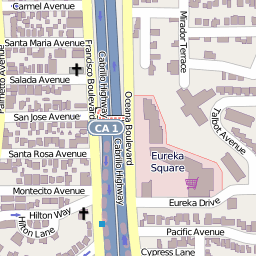 Carmel Avenue
Santa Maria Avenue
Mirador Terrace
Palmetto Avenue
Francisco Boulevard
Cabrillo Highway
Oceana Boulevard
Salada Avenue
San Jose Avenue
CA 1
Talbot Avenue
Santa Rosa Avenue
Cabrillo Highway
Eureka
Square
Montecito Avenue
Eureka Drive
Hilton Way
Hilton Lane
Pacific Avenue
Cypress Lane